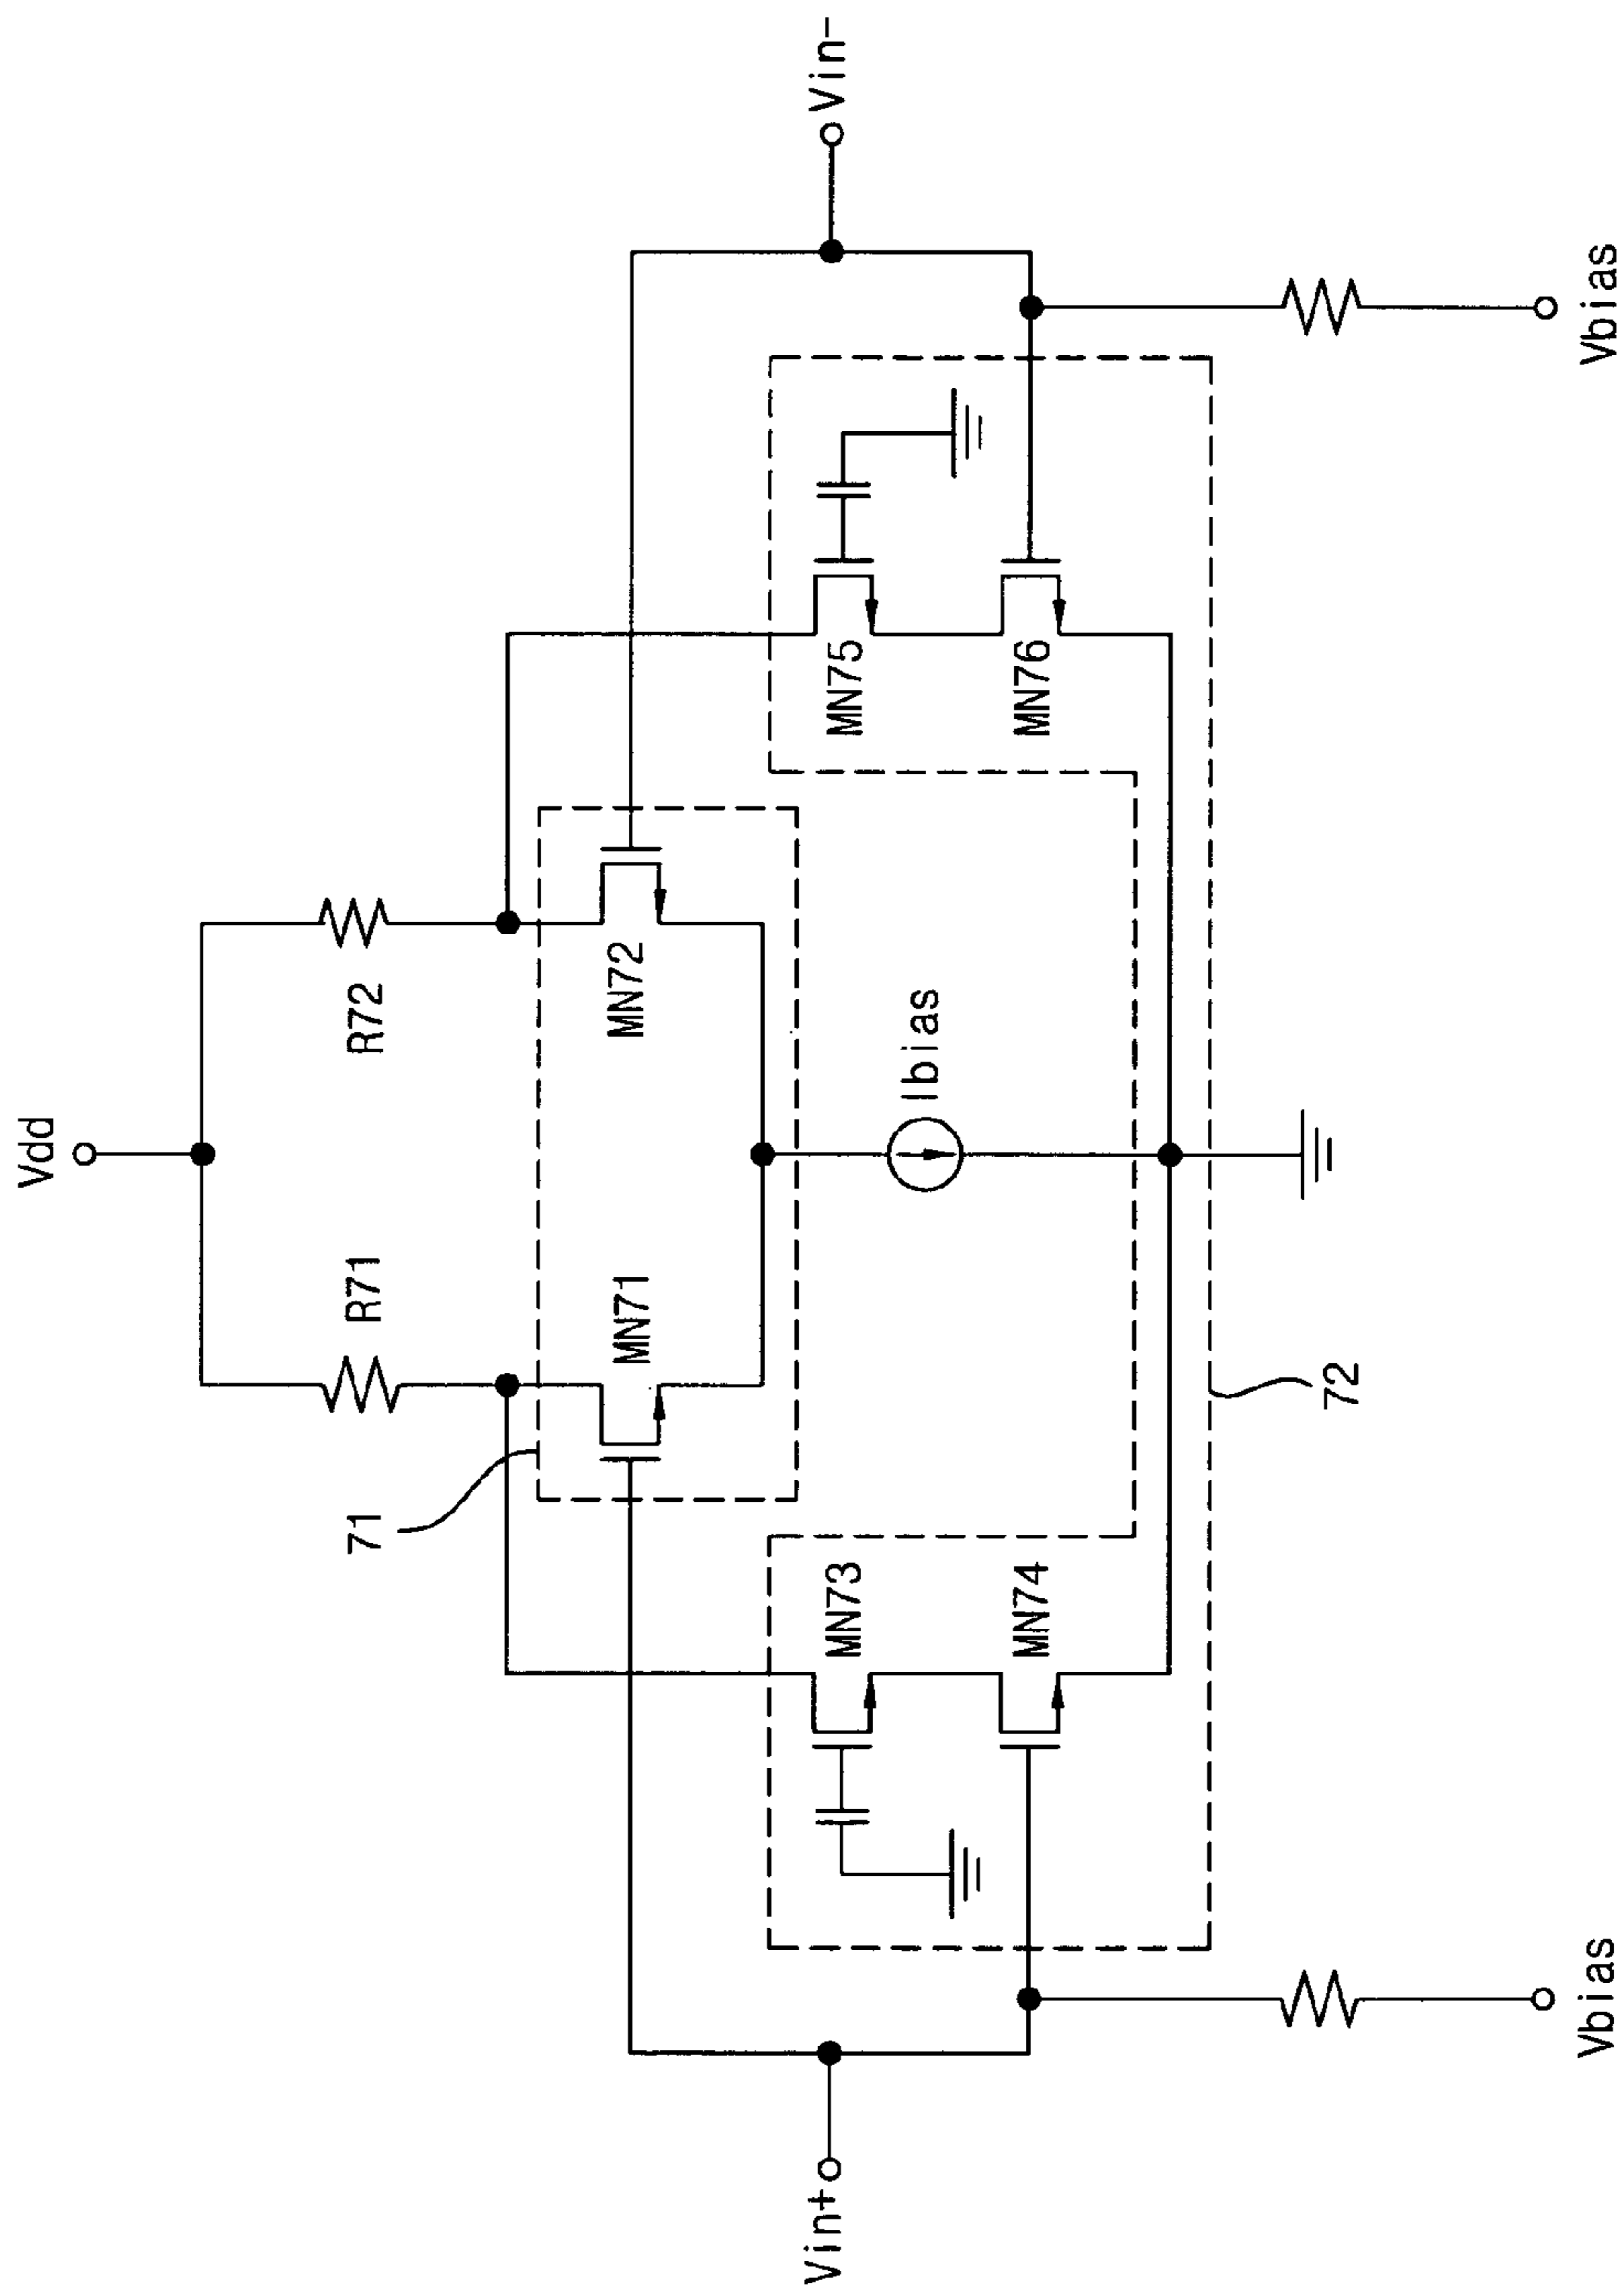 Vdd
R71
R72
71
MN71
MN72
Vin+
Vin-
Ibias
MN73
MN75
MN74
MN76
72
Vbias
Vbias